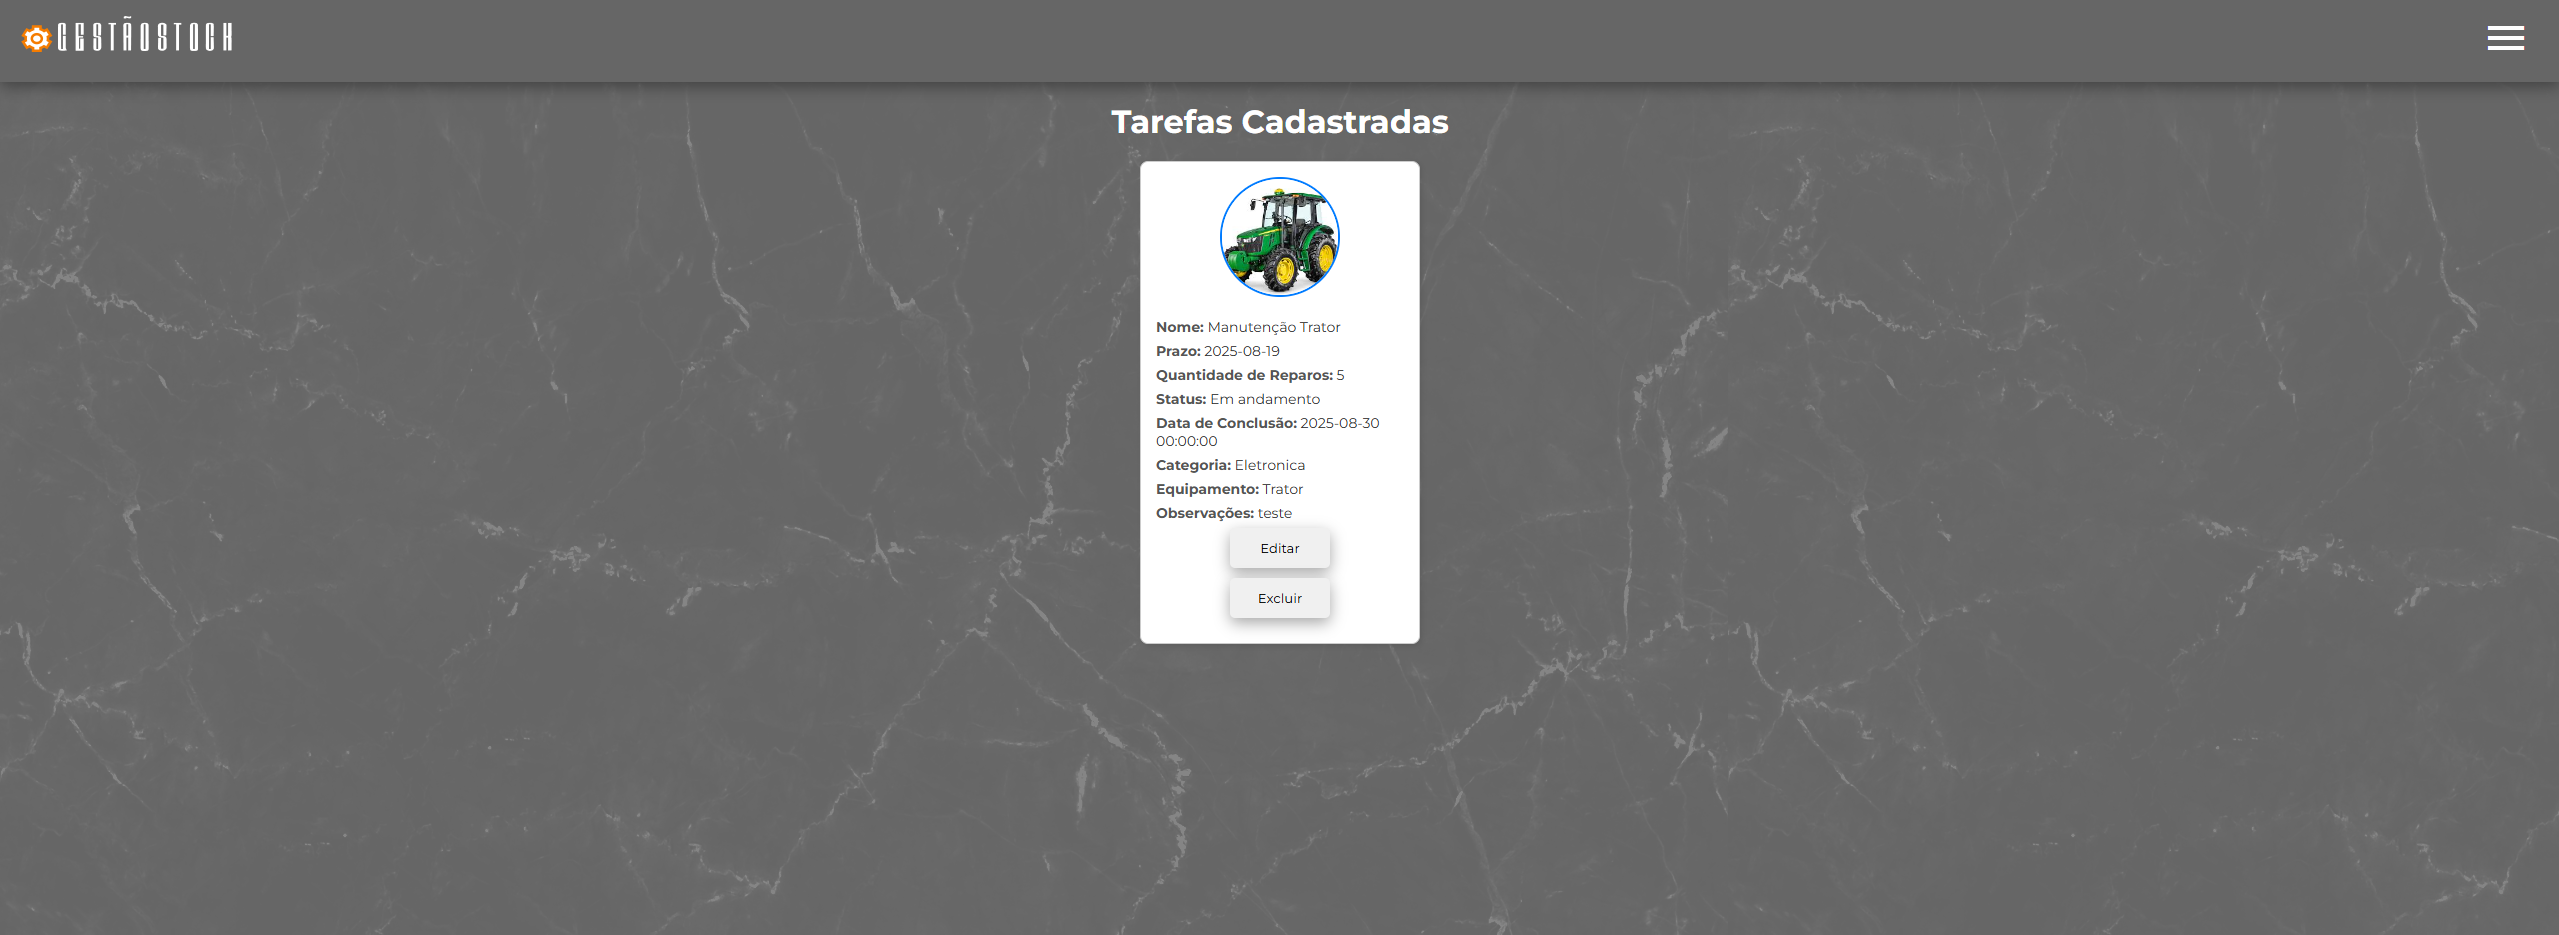 GESTÃOSTOCK
Tarefas Cadastradas
Nome: Manutenção Trator
Prazo: 2025-08-19
Quantidade de Reparos: 5
Status: Em andamento
Data de Conclusão: 2025-08-30
00:00:00
Categoria: Eletronica
Equipamento: Trator
Observações: teste
Editar
Excluir